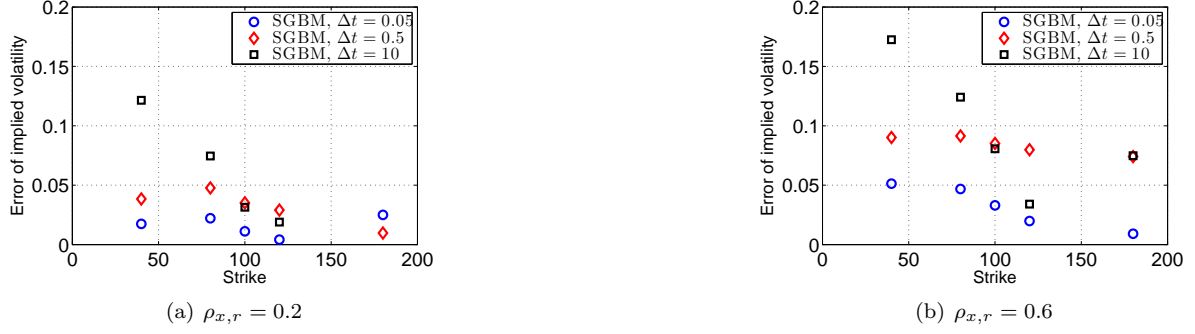 0.2
0.15
0.1
0.05
0
Error of implied volatility
SGBM, Δt = 0.05
SGBM, Δt = 0.5
SGBM, Δt = 10
0 50 100 150 200
Strike
(a) ρx,r = 0.2
0.2
0.15
0.1
0.05
0
Error of implied volatility
SGBM, Δt = 0.05
SGBM, Δt = 0.5
SGBM, Δt = 10
0 50 100 150 200
Strike
(b) ρx,r = 0.6